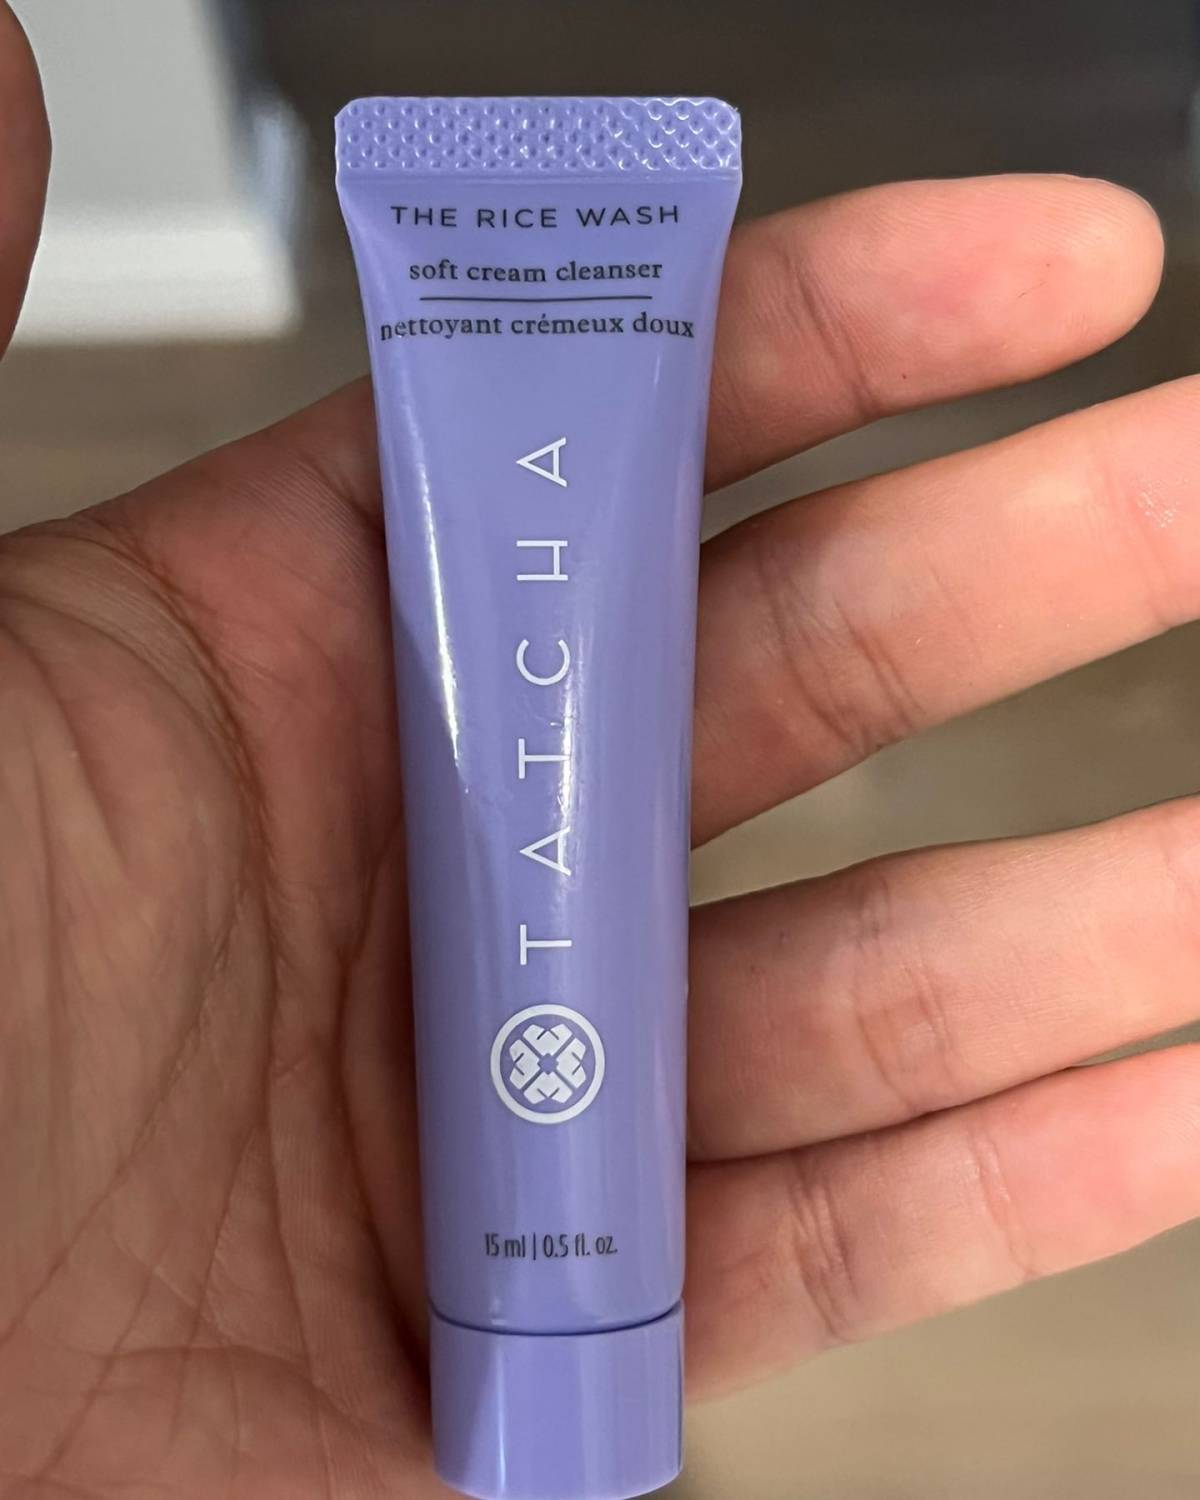 THE RICE WASH
soft cream cleanser
nettoyant crémeux doux
TATCHA
15 ml | 0.5 fl. oz.